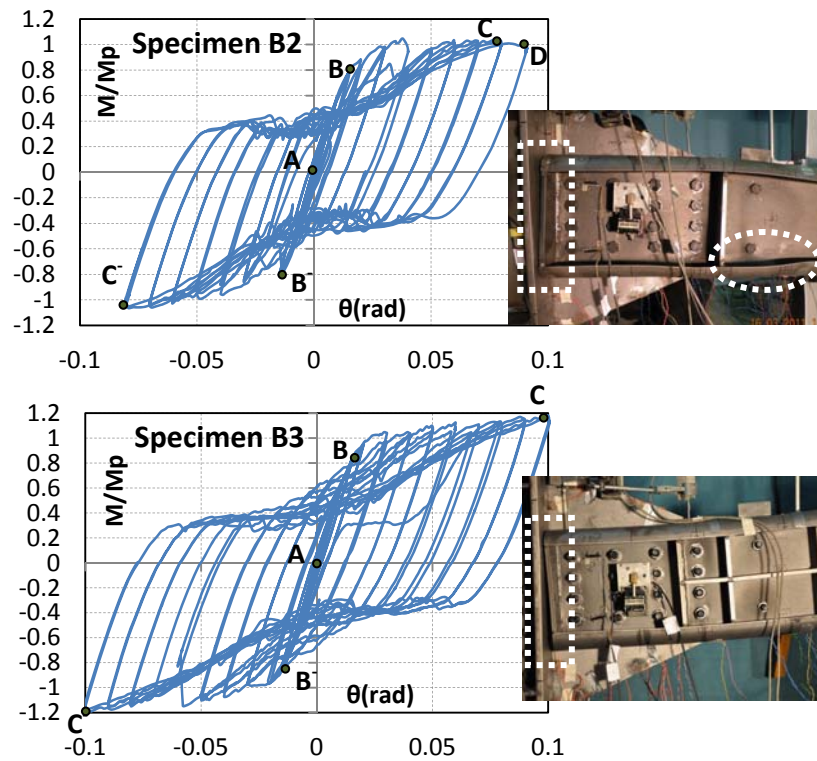 1.2
1
0.8
0.6
0.4
0.2
0
-0.2
-0.4
-0.6
-0.8
-1
-1.2
M/Mp
Specimen B2
A
B
C
D
B-
C-
θ(rad)
-0.1
-0.05
0
0.05
0.1
1.2
1
0.8
0.6
0.4
0.2
0
-0.2
-0.4
-0.6
-0.8
-1
-1.2
M/Mp
Specimen B3
A
B
C
B-
C
θ(rad)
-0.1
-0.05
0
0.05
0.1